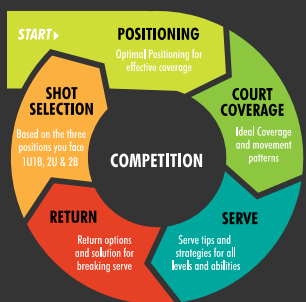 START
POSITIONING
Optimal Positioning for
effective coverage
COURT
COVERAGE
Ideal Coverage
and movement
patterns
SERVE
Serve tips and
strategies for all
levels and abilities
RETURN
Return options
and solution for
breaking serve
SHOT
SELECTION
Based on the three
positions you face
1U1B, 2U & 2B
COMPETITION